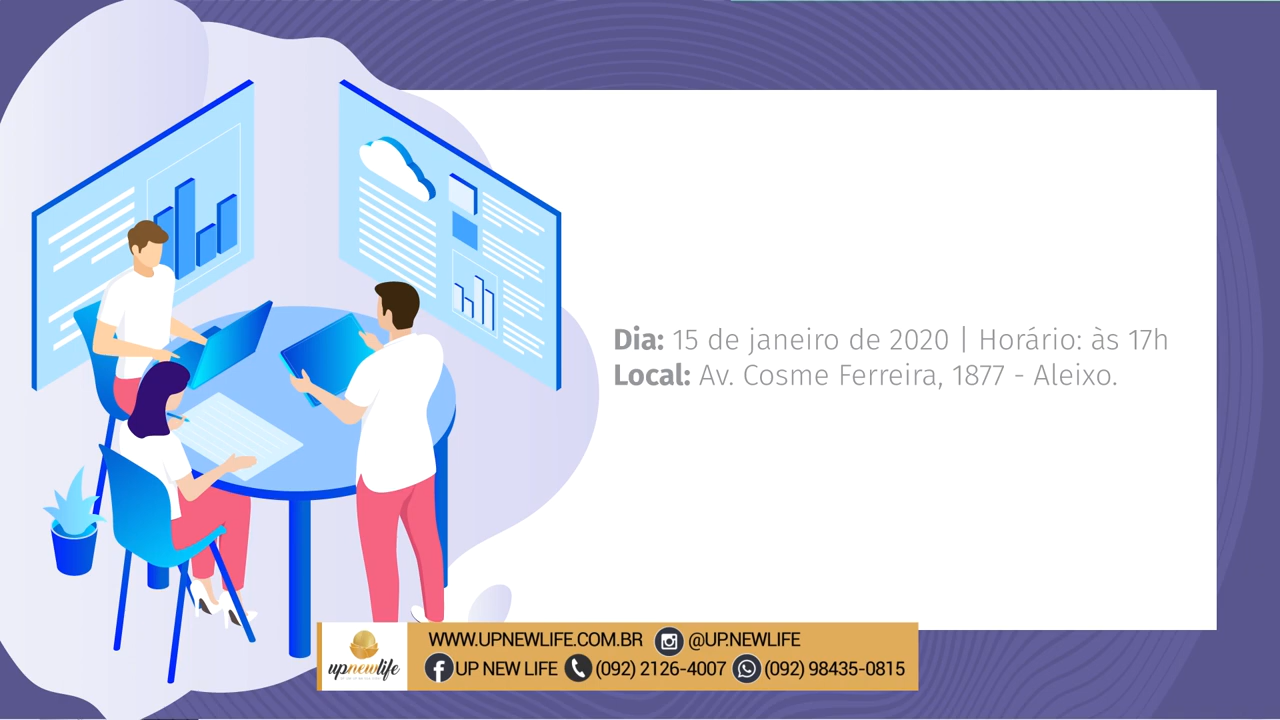 Dia: 15 de janeiro de 2020 | Horário: às 17h
Local: Av. Cosme Ferreira, 1877 - Aleixo.
upnewlife
WWW.UPNEWLIFE.COM.BR @UP.NEWLIFE
UP NEW LIFE (092) 2126-4007 (092) 98435-0815